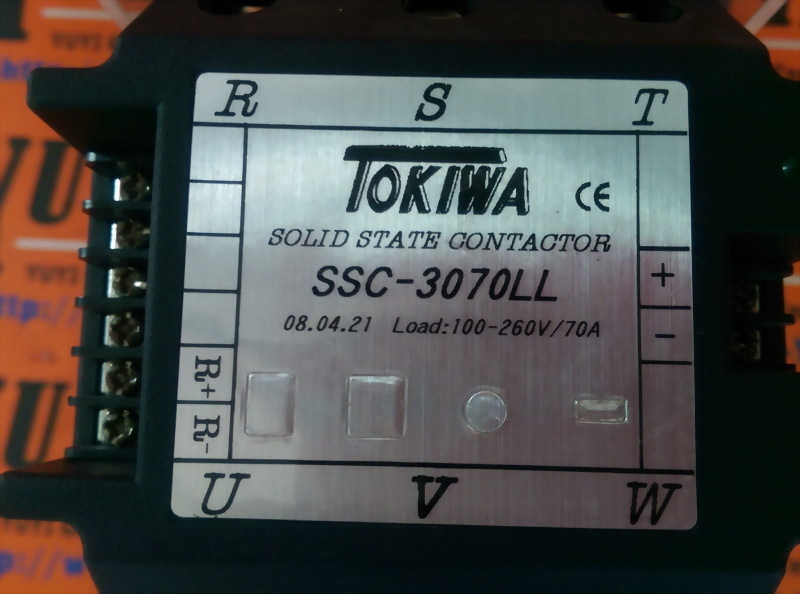 R S T
TOKIWA CE
SOLID STATE CONTACTOR
SSC-3070LL
+
08.04.21 Load:100-260V/70A
-
R+
R-
U V W